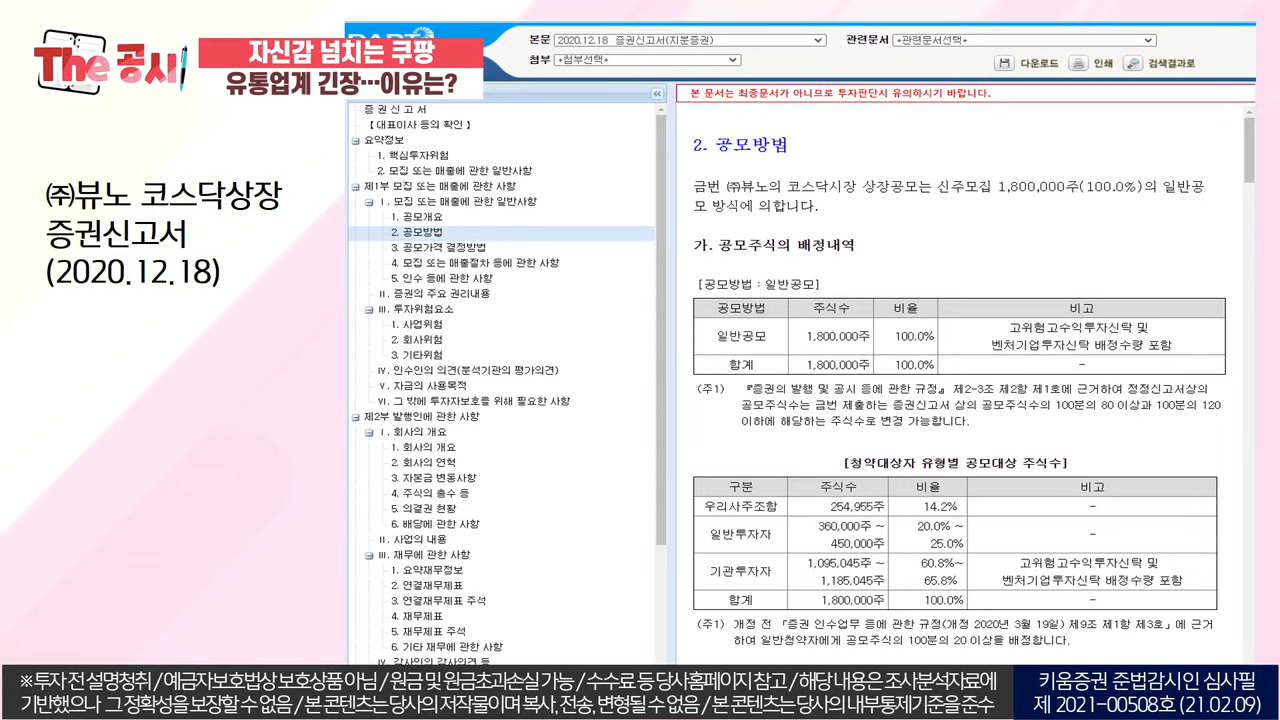 The 공시
자신감 넘치는 쿠팡
유통업계 긴장…이유는?
㈜뷰노 코스닥상장
증권신고서
(2020.12.18)
본문 2020.12.18 증권신고서(지분증권)
관련문서 +관련문서선택+
첨부 +첨부선택+
다운로드 인쇄 검색결과로
본 문서는 최종문서가 아니므로 투자판단시 유의하시기 바랍니다.
증 권 신 고 서
【 대표이사 등의 확인 】
요약정보
1. 핵심투자위험
2. 모집 또는 매출에 관한 일반사항
제1부 모집 또는 매출에 관한 사항
I. 모집 또는 매출에 관한 일반사항
1. 공모개요
2. 공모방법
3. 공모가격 결정방법
4. 모집 또는 매출절차 등에 관한 사항
5. 인수 등에 관한 사항
II. 증권의 주요 권리내용
III. 투자위험요소
1. 사업위험
2. 회사위험
3. 기타위험
IV. 인수인의 의견(분석기관의 평가의견)
V. 자금의 사용목적
VI. 그 밖에 투자자보호를 위해 필요한 사항
제2부 발행인에 관한 사항
I. 회사의 개요
1. 회사의 개요
2. 회사의 연혁
3. 자본금 변동사항
4. 주식의 총수 등
5. 의결권 현황
6. 배당에 관한 사항
II. 사업의 내용
III. 재무에 관한 사항
1. 요약재무정보
2. 연결재무제표
3. 연결재무제표 주석
4. 재무제표
5. 재무제표 주석
6. 기타 재무에 관한 사항
IV. 감사인의 감사의견 등
2. 공모방법
금번 ㈜뷰노의 코스닥시장 상장공모는 신주모집 1,800,000주(100.0%)의 일반공
모 방식에 의합니다.
가. 공모주식의 배정내역
[공모방법 : 일반공모]
공모방법 주식수 비율 비고
일반공모 1,800,000주 100.0% 고위험고수익투자신탁 및
벤처기업투자신탁 배정수량 포함
합계 1,800,000주 100.0% -
(주1) 『증권의 발행 및 공시 등에 관한 규정』 제2-3조 제2항 제1호에 근거하여 정정신고서상의
공모주식수는 금번 제출하는 증권신고서 상의 공모주식수의 100분의 80 이상과 100분의 120
이하에 해당하는 주식수로 변경 가능합니다.
[청약대상자 유형별 공모대상 주식수]
구분 주식수 비율 비고
우리사주조합 254,955주 14.2% -
일반투자자 360,000주 ~ 20.0% ~ -
450,000주 25.0%
기관투자자 1,095,045주 ~ 60.8%~ 고위험고수익투자신탁 및
1,185,045주 65.8% 벤처기업투자신탁 배정수량 포함
합계 1,800,000주 100.0% -
(주1) 개정 전 「증권 인수업무 등에 관한 규정(개정 2020년 3월 19일) 제9조 제1항 제3호」에 근거
하여 일반청약자에게 공모주식의 100분의 20 이상을 배정합니다.
※ 투자 전 설명청취 / 예금자보호법상 보호상품 아님 / 원금 및 원금초과손실 가능 / 수수료 등 당사홈페이지 참고 / 해당 내용은 조사분석자료에
기반했으나 그 정확성을 보장할 수 없음 / 본 콘텐츠는 당사의 저작물이며 복사, 전송, 변형될 수 없음 / 본 콘텐츠는 당사의 내부통제기준을 준수
키움증권 준법감시인 심사필
제 2021-00508호 (21.02.09)